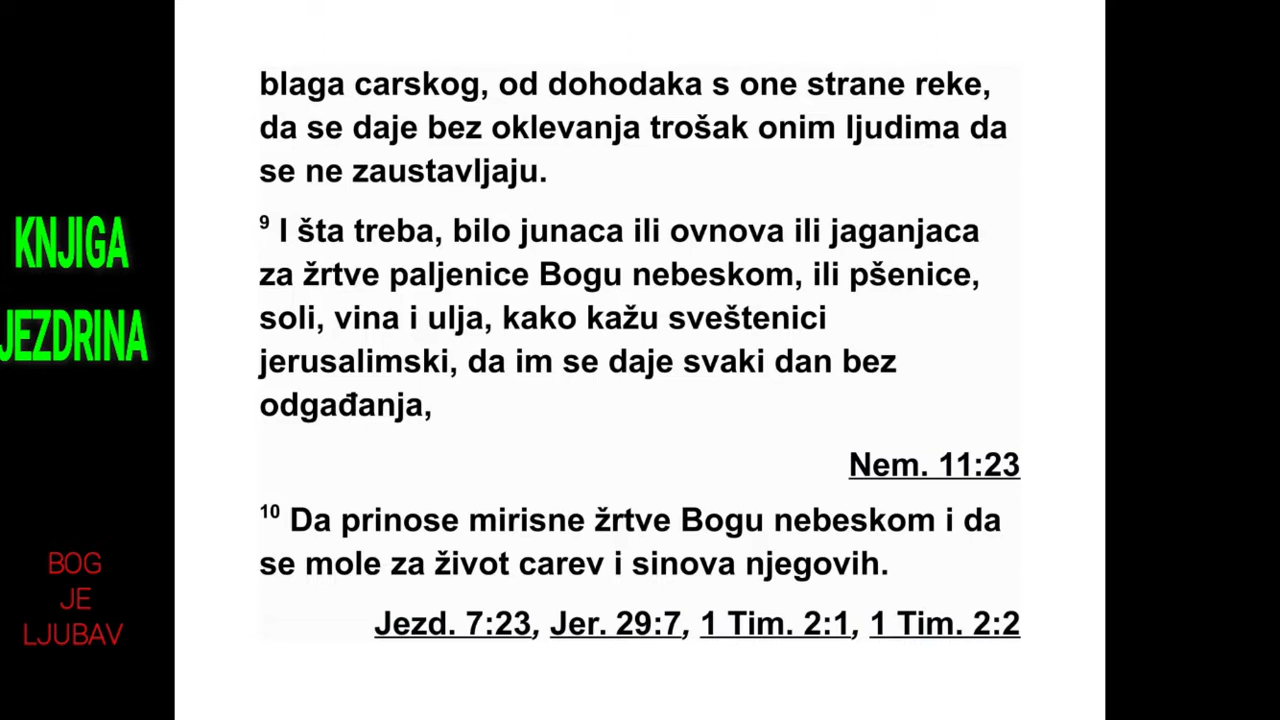 KNJIGA
JEZDRINA
BOG
JE
LJUBAV
blaga carskog, od dohodaka s one strane reke,
da se daje bez oklevanja trošak onim ljudima da
se ne zaustavljaju.
9 I šta treba, bilo junaca ili ovnova ili jaganjaca
za žrtve paljenice Bogu nebeskom, ili pšenice,
soli, vina i ulja, kako kažu sveštenici
jerusalimski, da im se daje svaki dan bez
odgađanja,
Nem. 11:23
10 Da prinose mirisne žrtve Bogu nebeskom i da
se mole za život carev i sinova njegovih.
Jezd. 7:23, Jer. 29:7, 1 Tim. 2:1, 1 Tim. 2:2